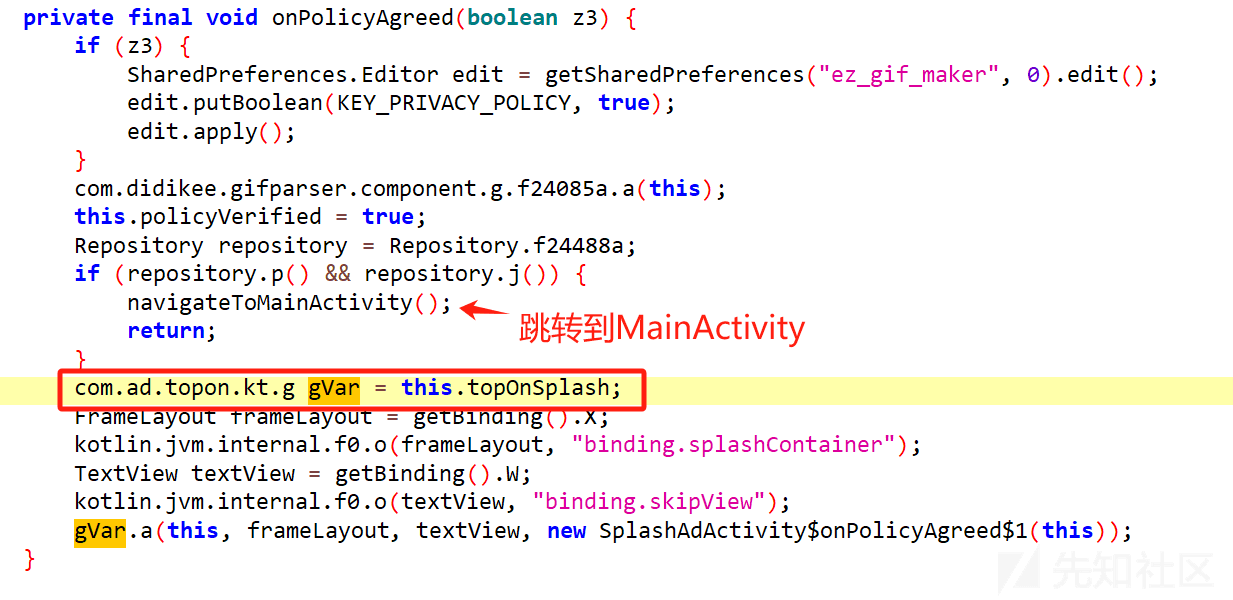 private final void onPolicyAgreed(boolean z3) {
if (z3) {
SharedPreferences.Editor edit = getSharedPreferences("ez_gif_maker", 0).edit();
edit.putBoolean(KEY_PRIVACY_POLICY, true);
edit.apply();
}
com.didikee.gifparser.component.g.f24085a.a(this);
this.policyVerified = true;
Repository repository = Repository.f24488a;
if (repository.p() && repository.j()) {
navigateToMainActivity();
跳转到MainActivity
return;
}
com.ad.topon.kt.g gVar = this.topOnSplash;
FrameLayout frameLayout = getBinding().X;
kotlin.jvm.internal.f0.o(frameLayout, "binding.splashContainer");
TextView textView = getBinding().W;
kotlin.jvm.internal.f0.o(textView, "binding.skipView");
gVar.a(this, frameLayout, textView, new SplashAdActivity$onPolicyAgreed$1(this));
}
先知社区